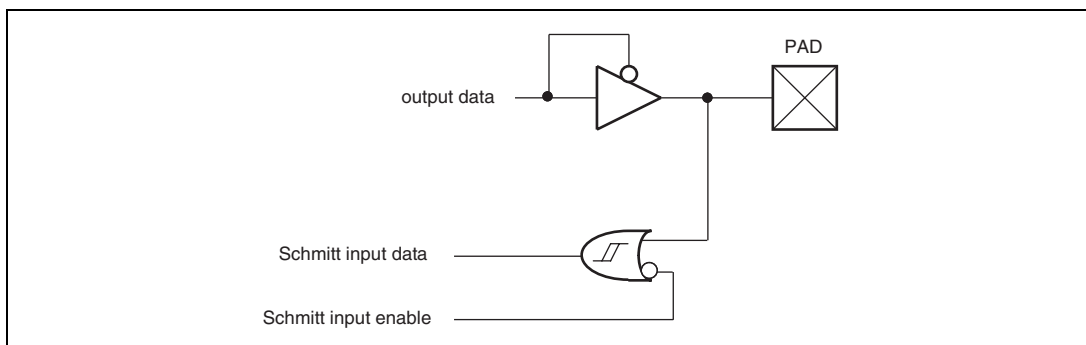 PAD
output data
Schmitt input data
Schmitt input enable